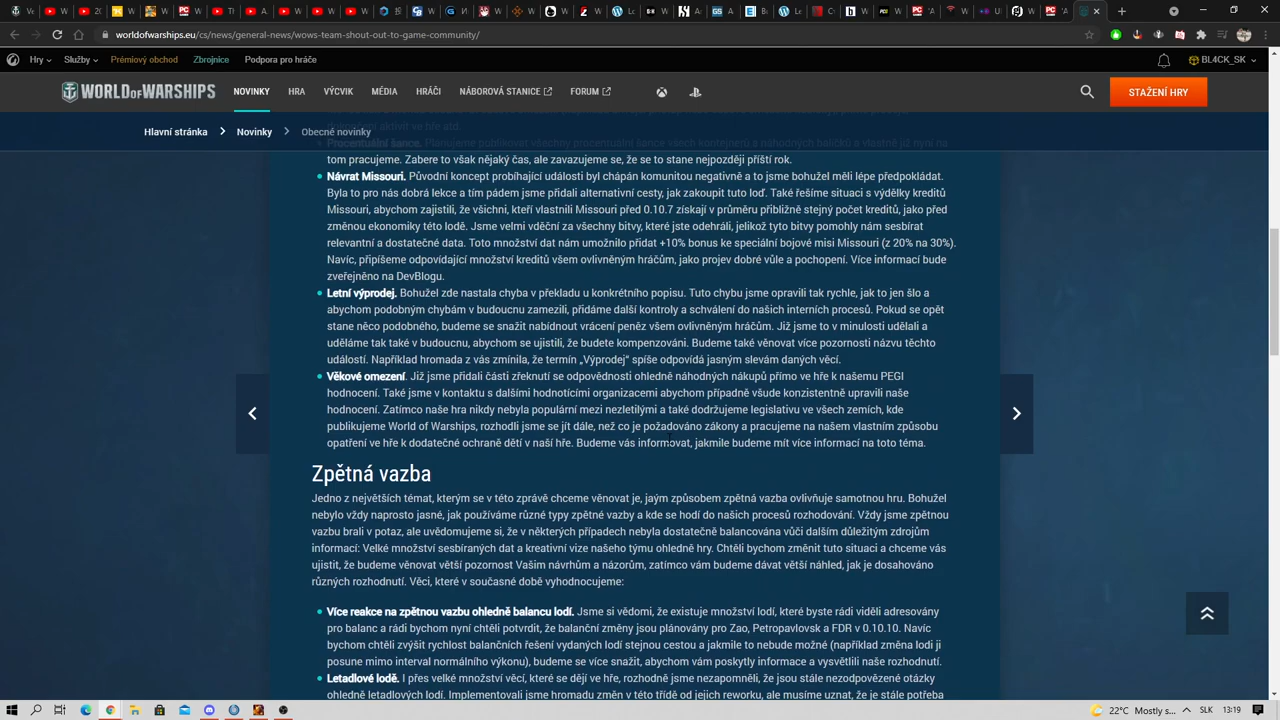 worldofwarships.eu/cs/news/general-news/wows-team-shout-out-to-game-community/
Hry
Služby
Prémiový obchod
Zbrojnice
Podpora pro hráče
BL4CK_SK
WORLD OF WARSHIPS
NOVINKY
HRA
VÝCVIK
MÉDIA
HRÁČI
NÁBOROVÁ STANICE
FORUM
STAŽENÍ HRY
Hlavní stránka
Novinky
Obecné novinky
Procentuální šance. Plánujeme pohlikovat všechny procentuální šance všech kontejnerů a náhodných balíčků a vlastně již nyní na
tom pracujeme. Zabere to však nějaký čas, ale zavazujeme se, že se to stane nejpozději příští rok.
Návrat Missouri. Původní koncept probíhající události byl chápán komunitou negativně a to jsme bohužel měli lépe předpokládat.
Byla to pro nás dobrá lekce a tím pádem jsme přidali alternativní cesty, jak zakoupit tuto loď. Také řešíme situaci s výdělky kreditů
Missouri, abychom zajistili, že všichni, kteří vlastnili Missouri před 0.10.7 získají v průměru přibližně stejný počet kreditů, jako před
změnou ekonomiky této lodě. Jsme velmi vděční za všechny bitvy, které jste odehráli, jelikož tyto bitvy pomohly nám sesbírat
relevantní a dostatečné data. Toto množství dat nám umožnilo přidat +10% bonus ke speciální bojové misi Missouri (z 20% na 30%).
Navíc, připíšeme odpovídající množství kreditů všem ovlivněným hráčům, jako projev dobré vůle a pochopení. Více informací bude
zveřejněno na DevBlogu.
Letní výprodej. Bohužel zde nastala chyba v překladu u konkrétního popisu. Tuto chybu jsme opravili tak rychle, jak to jen šlo a
abychom podobným chybám v budoucnu zamezili, přidáme další kontroly a schválení do našich interních procesů. Pokud se opět
stane něco podobného, budeme se snažit nabídnout vrácení peněz všem ovlivněným hráčům. Již jsme to v minulosti udělali a
uděláme tak také v budoucnu, abychom se ujistili, že budete kompenzováni. Budeme také věnovat více pozornosti názvu těchto
událostí. Například hromada z vás zmínila, že termín „Výprodej“ spíše odpovídá jasným slevám daných věcí.
Věkové omezení. Již jsme přidali části zřeknutí se odpovědnosti ohledně náhodných nákupů přímo ve hře k našemu PEGI
hodnocení. Také jsme v kontaktu s dalšími hodnotícími organizacemi abychom případně všude konzistentně upravili naše
hodnocení. Zatímco naše hra nikdy nebyla populární mezi nezletilými a také dodržujeme legislativu ve všech zemích, kde
publikujeme World of Warships, rozhodli jsme se jít dále, než co je požadováno zákony a pracujeme na našem vlastním způsobu
opatření ve hře k dodatečné ochraně dětí v naší hře. Budeme vás informovat, jakmile budeme mít více informací na toto téma.
Zpětná vazba
Jedno z největších témat, kterým se v této zprávě chceme věnovat je, jaým způsobem zpětná vazba ovlivňuje samotnou hru. Bohužel
nebylo vždy naprosto jasné, jak používáme různé typy zpětné vazby a kde se hodí do našich procesů rozhodování. Vždy jsme zpětnou
vazbu brali v potaz, ale uvědomujeme si, že v některých případech nebyla dostatečně balancována vůči dalším důležitým zdrojům
informací: Velké množství sesbíraných dat a kreativní vize našeho týmu ohledně hry. Chtěli bychom změnit tuto situaci a chceme vás
ujistit, že budeme věnovat větší pozornost Vašim návrhům a názorům, zatímco vám budeme dávat větší náhled, jak je dosahováno
různých rozhodnutí. Věci, které v současné době vyhodnocujeme:
Více reakce na zpětnou vazbu ohledně balancu lodí. Jsme si vědomi, že existuje množství lodí, které byste rádi viděli adresovány
pro balanc a rádi bychom nyní chtěli potvrdit, že balanční změny jsou plánovány pro Zao, Petropavlovsk a FDR v 0.10.10. Navíc
bychom chtěli zvýšit rychlost balančních řešení vydaných lodí stejnou cestou a jakmile to nebude možné (například změna lodi ji
posune mimo interval normálního výkonu), budeme se více snažit, abychom vám poskytly informace a vysvětlili naše rozhodnutí.
Letadlové lodě. I přes velké množství věcí, které se dějí ve hře, rozhodně jsme nezapomněli, že jsou stále nezodpovězené otázky
ohledně letadlových lodí. Implementovali jsme hromadu změn v této třídě od jejich reworku, ale musíme uznat, že je stále potřeba
22°C Mostly s...
SLK
13:19